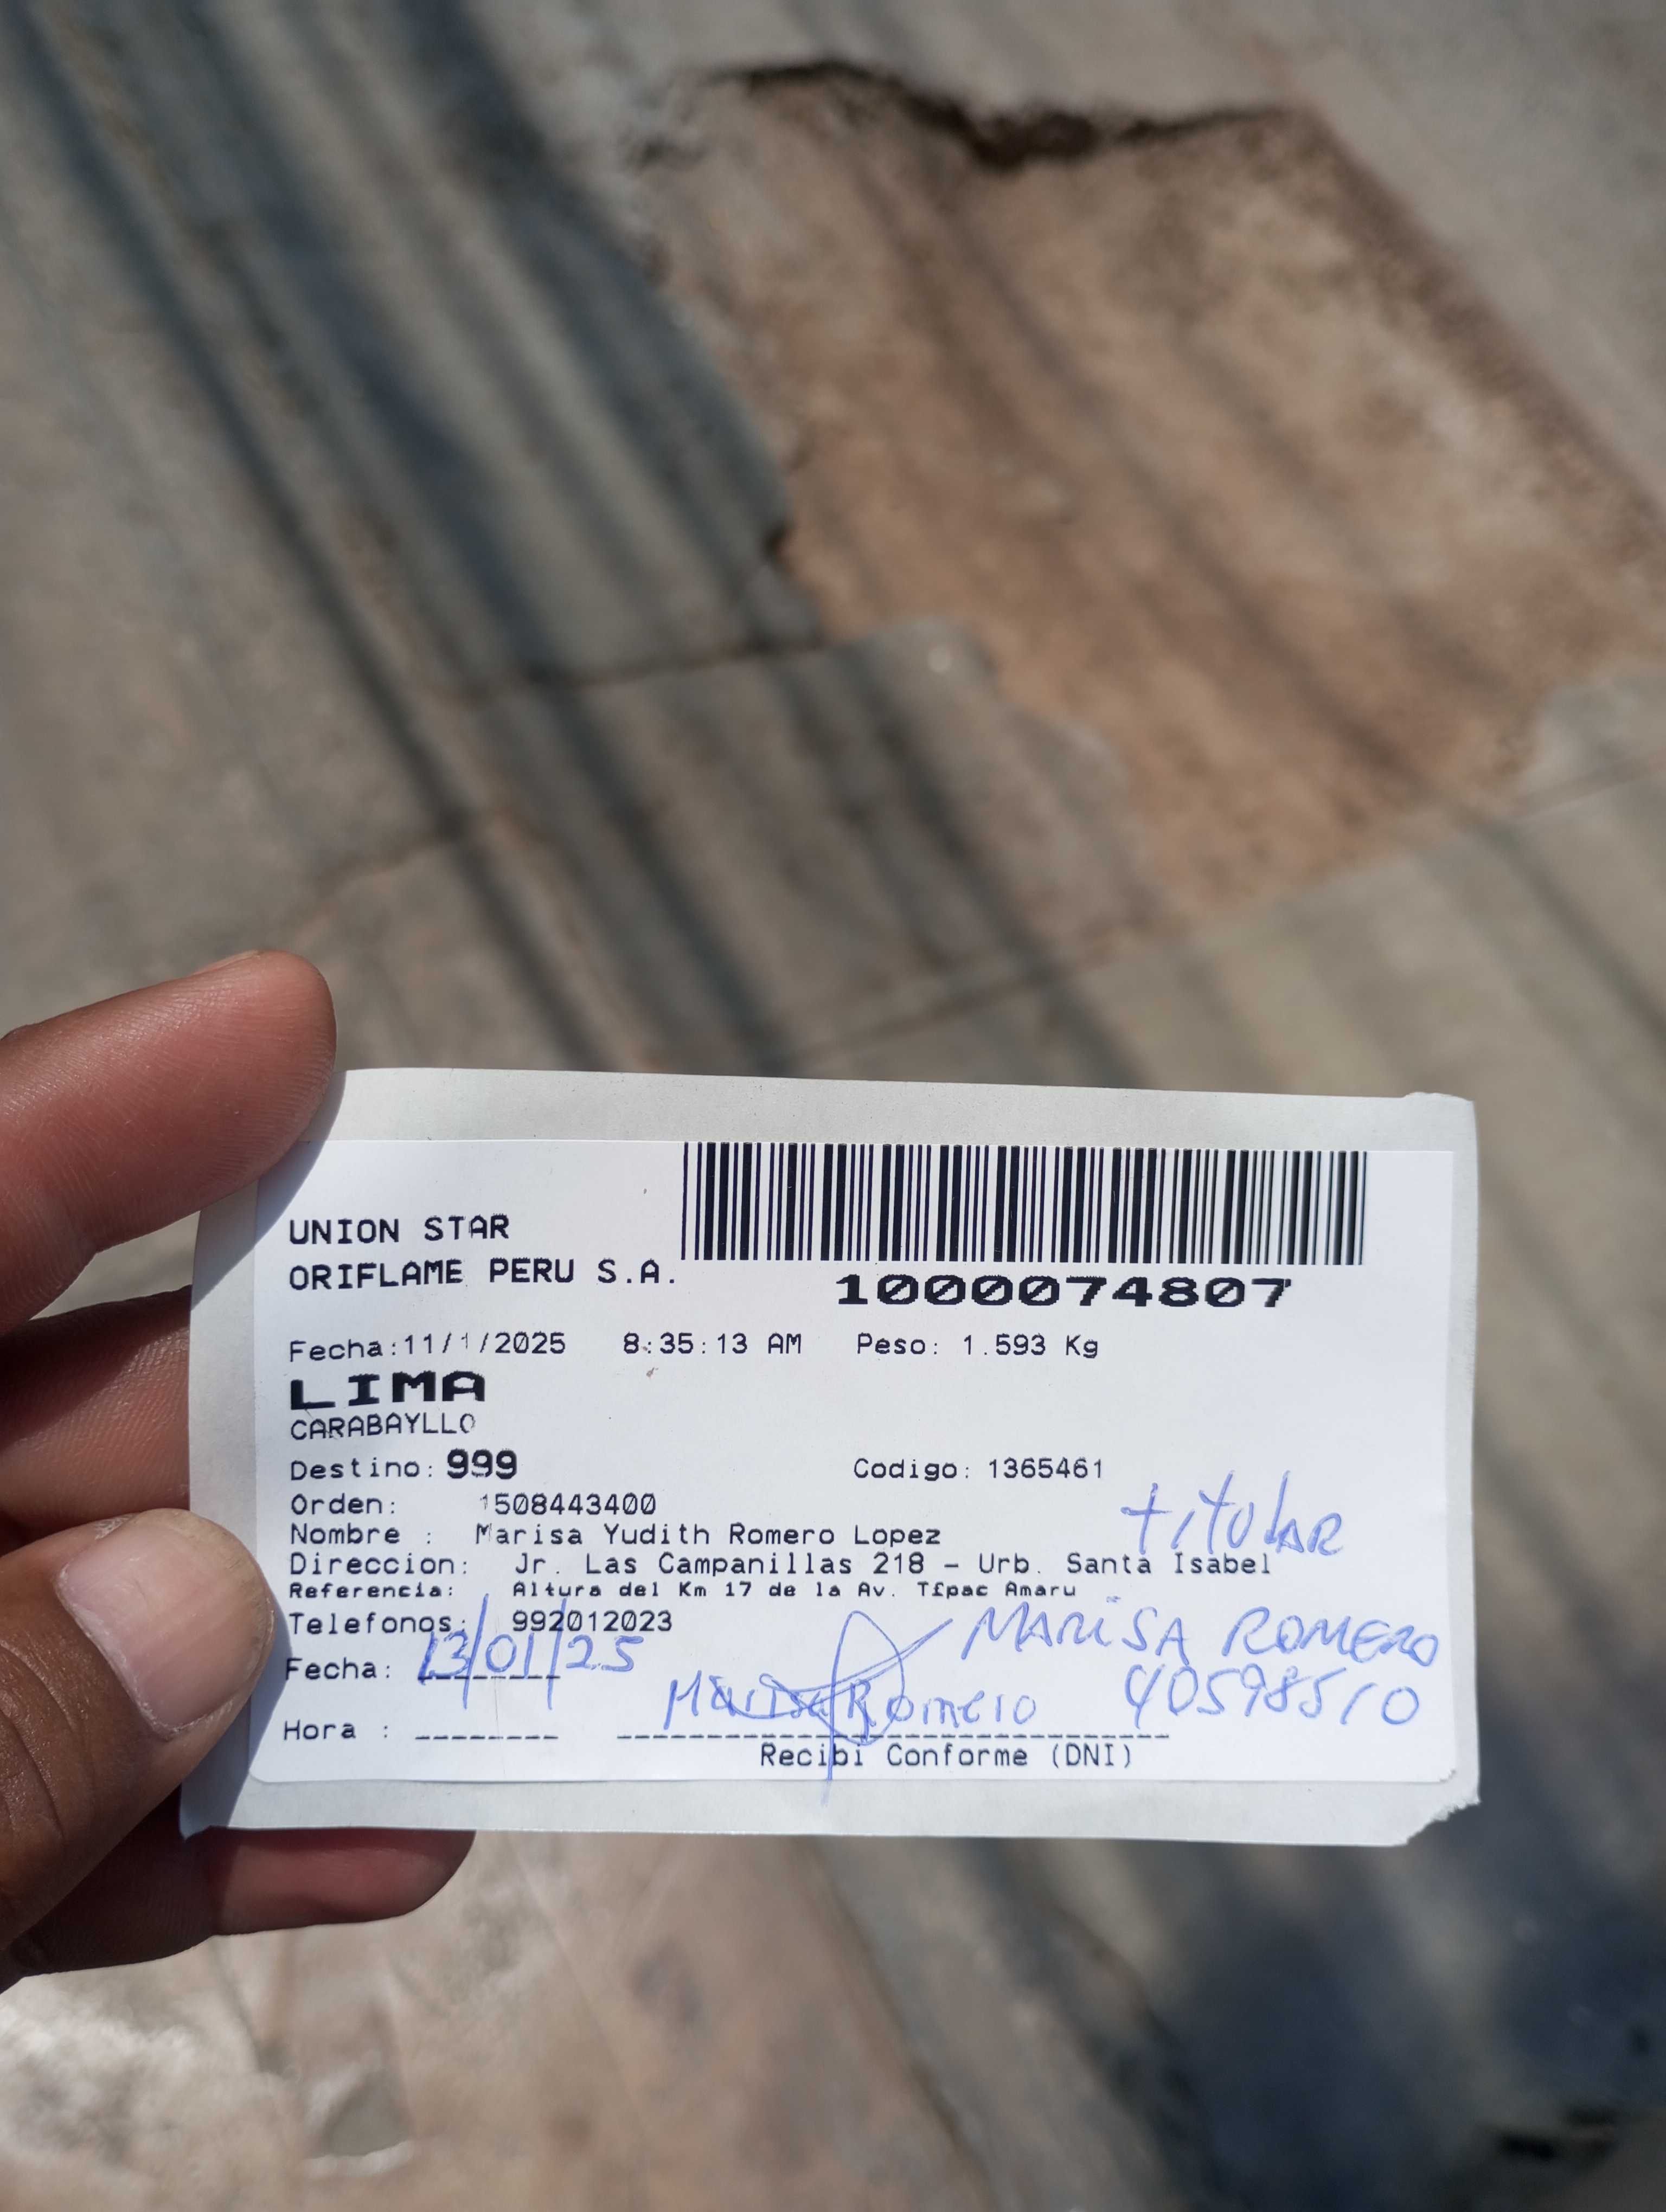 UNION STAR
ORIFLAME PERU S.A.
1000074807
Fecha:11/1/2025 8:35:13 AM Peso: 1.593 Kg
LIMA
CARABAYLLO
Destino: 999 Codigo: 1365461
Orden: 1508443400
titulAR
Nombre : Marisa Yudith Romero Lopez
Direccion: Jr. Las Campanillas 218 - Urb. Santa Isabel
Referencia: Altura del Km 17 de la Av. Típac Amaru
Telefonos: 992012023
MARISA ROMERO
Fecha: 13/01/25
Marisa Romero 40598510
Hora : --------
Recibi Conforme (DNI)